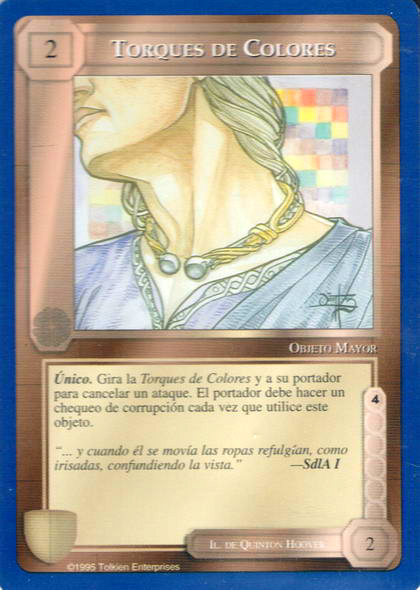 2
TORQUES DE COLORES
OBJETO MAYOR
Único. Gira la Torques de Colores y a su portador
para cancelar un ataque. El portador debe hacer un
chequeo de corrupción cada vez que utilice este
objeto.
4
“... y cuando él se movía las ropas refulgían, como
irisadas, confundiendo la vista.” —SdlA I
IL. DE QUINTON HOOVER
2
©1995 Tolkien Enterprises